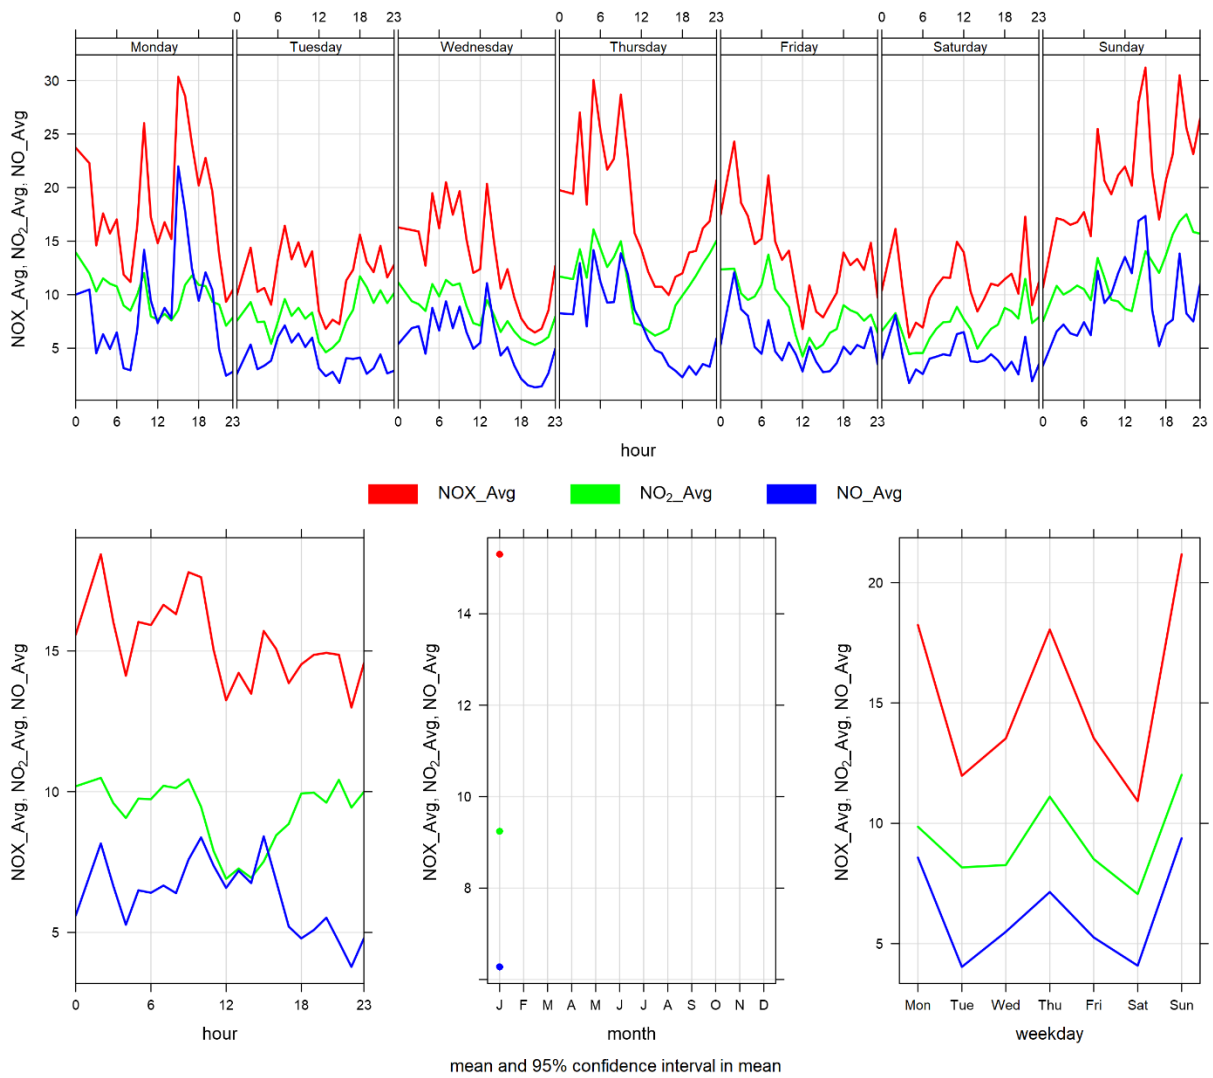 0 6 12 18 23 0 6 12 18 23 0 6 12 18 23
Monday Tuesday Wednesday Thursday Friday Saturday Sunday
NOX_Avg, NO₂_Avg, NO_Avg
30
25
20
15
10
5
0 6 12 18 23 0 6 12 18 23 0 6 12 18 23 0 6 12 18 23
hour
NOX_Avg NO₂_Avg NO_Avg
NOX_Avg, NO₂_Avg, NO_Avg
15
10
5
0 6 12 18 23
hour
NOX_Avg, NO₂_Avg, NO_Avg
14
12
10
8
J F M A M J J A S O N D
month
NOX_Avg, NO₂_Avg, NO_Avg
20
15
10
5
Mon Tue Wed Thu Fri Sat Sun
weekday
mean and 95% confidence interval in mean